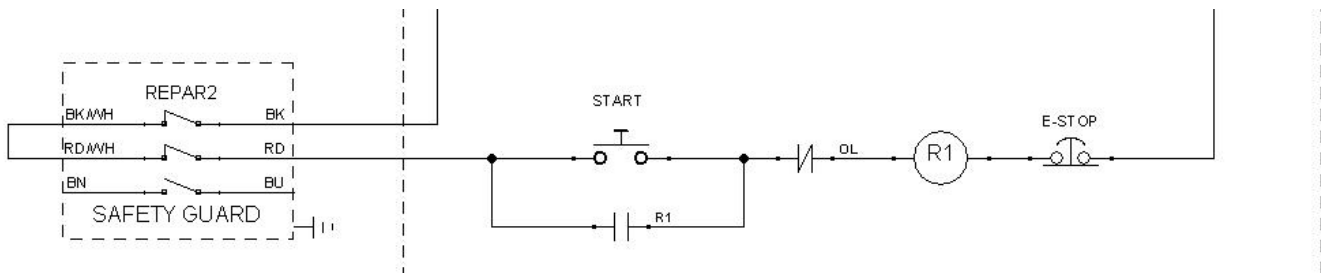 REPAR2
BK/WH BK
RD/WH RD
BN BU
SAFETY GUARD
START
R1
OL
R1
E-STOP